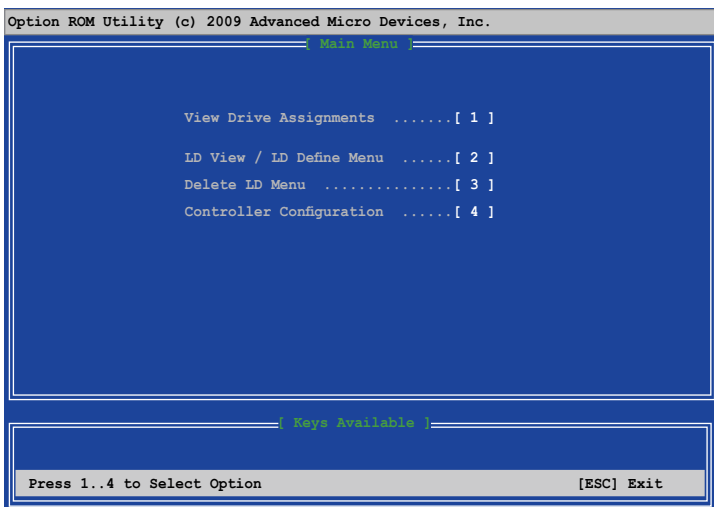 Option ROM Utility (c) 2009 Advanced Micro Devices, Inc.
[ Main Menu ]
View Drive Assignments .......[ 1 ]
LD View / LD Define Menu ......[ 2 ]
Delete LD Menu ...............[ 3 ]
Controller Configuration ......[ 4 ]
[ Keys Available ]
Press 1..4 to Select Option [ESC] Exit